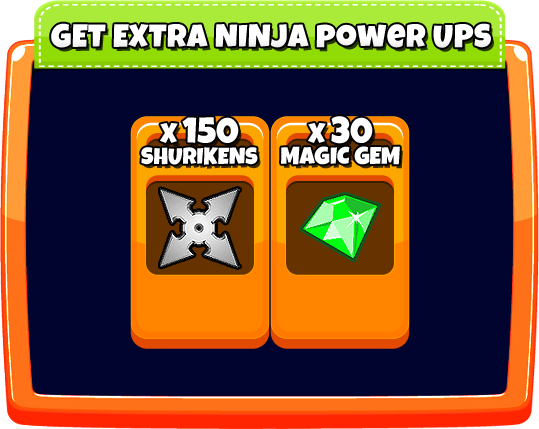 GET EXTRA NINJA POWER UPS
x 150
SHURIKENS
x 30
MAGIC GEM